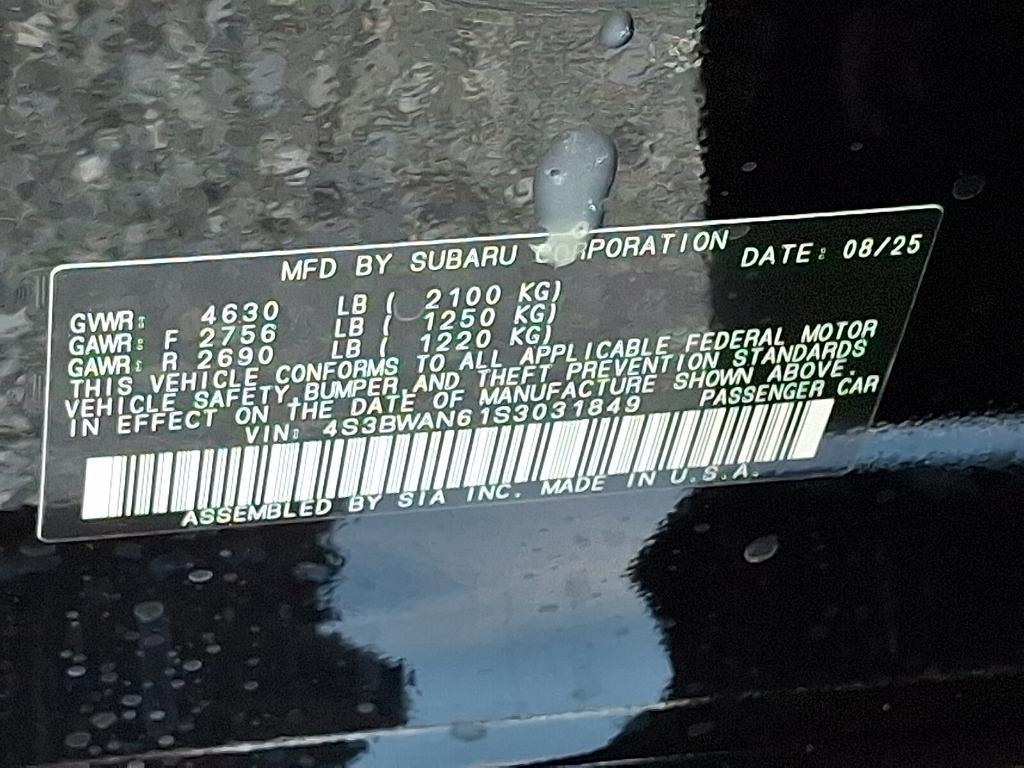 MFD BY SUBARU CORPORATION DATE: 08/25
GVWR: 4630 LB ( 2100 KG)
GAWR: F 2756 LB ( 1250 KG)
GAWR: R 2690 LB ( 1220 KG)
THIS VEHICLE CONFORMS TO ALL APPLICABLE FEDERAL MOTOR
VEHICLE SAFETY,BUMPER,AND THEFT PREVENTION STANDARDS
IN EFFECT ON THE DATE OF MANUFACTURE SHOWN ABOVE.
VIN: 4S3BWAN61S3031849 PASSENGER CAR
ASSEMBLED BY SIA INC. MADE IN U.S.A.